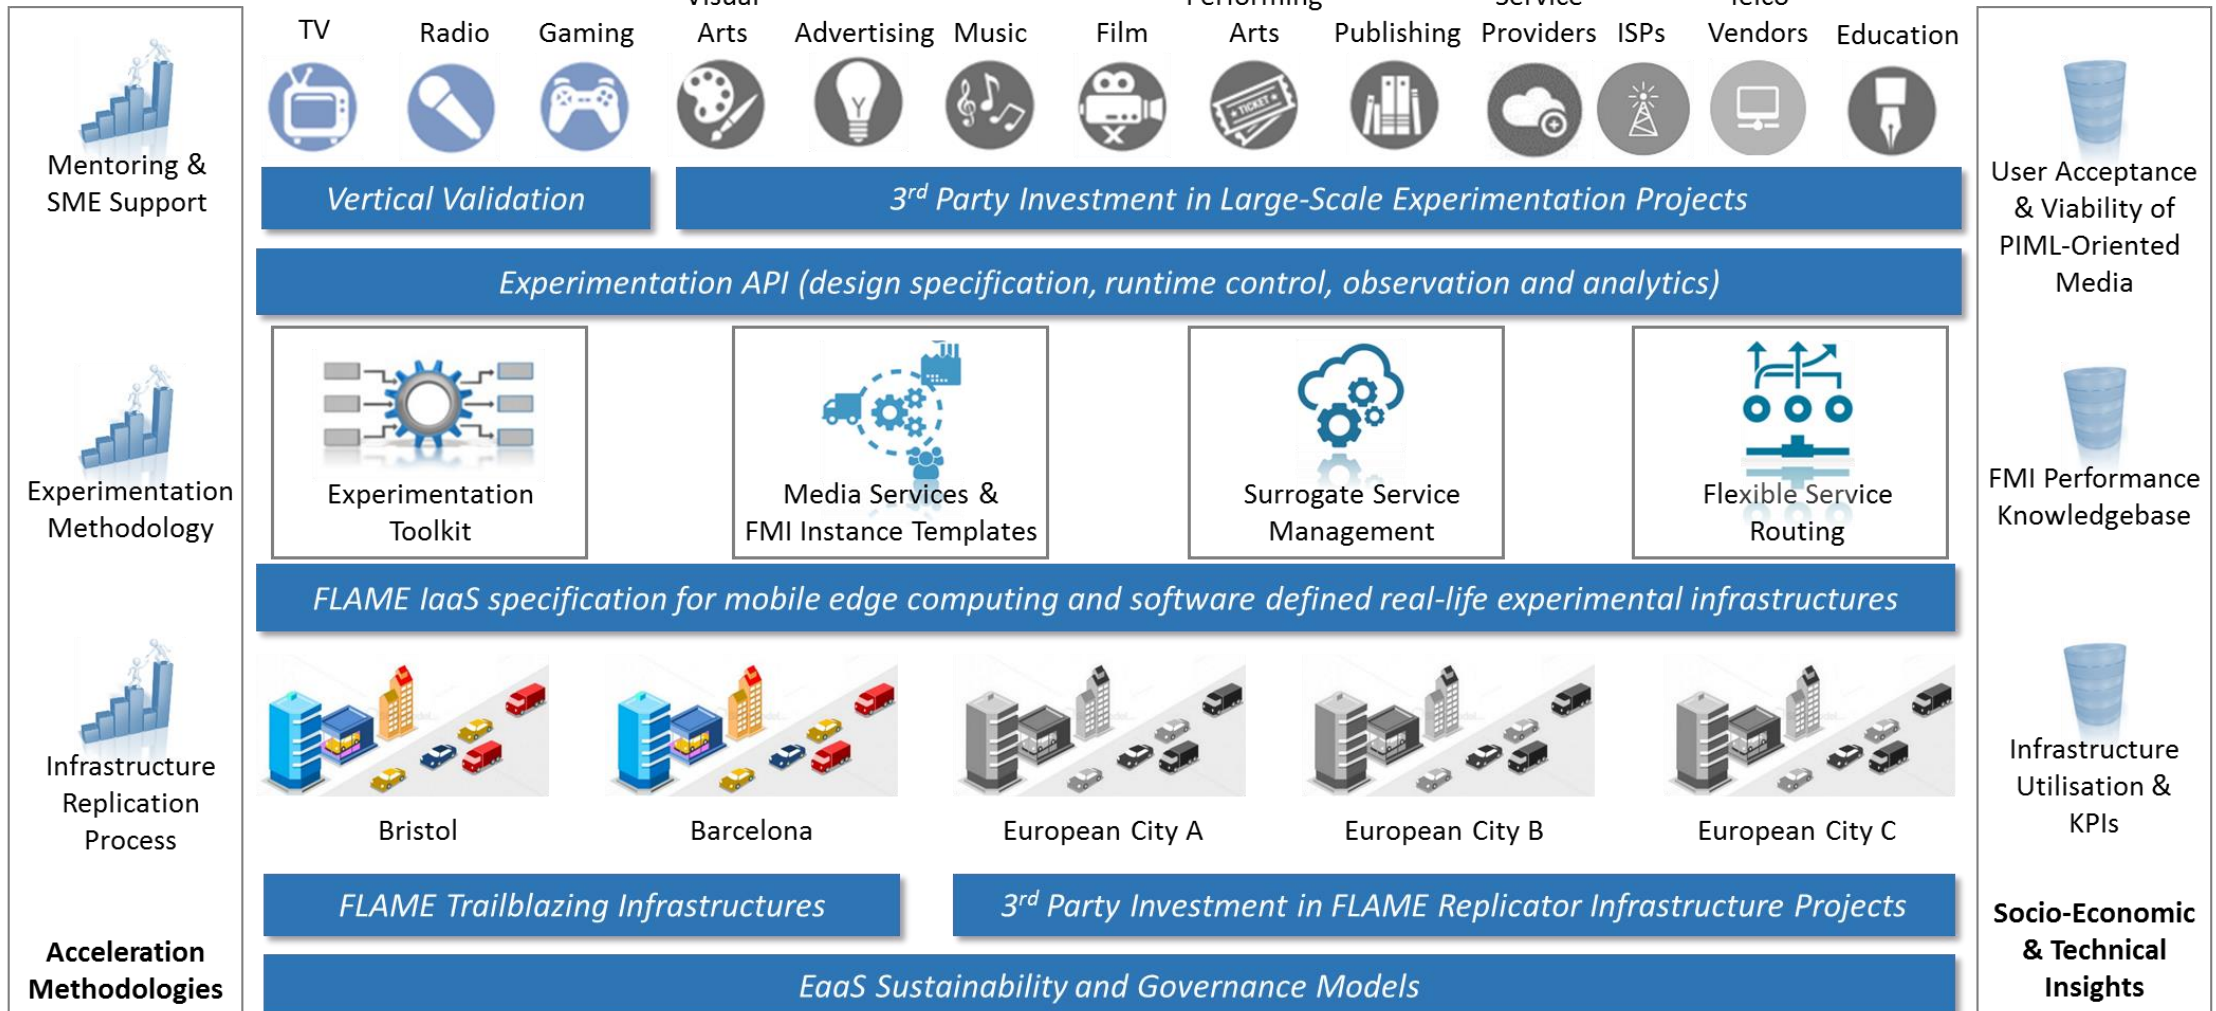 Mentoring &
SME Support
Experimentation
Methodology
Infrastructure
Replication
Process
Acceleration
Methodologies
TV
Radio
Gaming
Visual
Arts
Advertising
Music
Film
Performing
Arts
Publishing
Service
Providers
ISPs
Telco
Vendors
Education
TICKET
Vertical Validation
3rd Party Investment in Large-Scale Experimentation Projects
Experimentation API (design specification, runtime control, observation and analytics)
Experimentation
Toolkit
Media Services &
FMI Instance Templates
Surrogate Service
Management
Flexible Service
Routing
FLAME IaaS specification for mobile edge computing and software defined real-life experimental infrastructures
Bristol
Barcelona
European City A
European City B
European City C
FLAME Trailblazing Infrastructures
3rd Party Investment in FLAME Replicator Infrastructure Projects
EaaS Sustainability and Governance Models
User Acceptance
& Viability of
PIML-Oriented
Media
FMI Performance
Knowledgebase
Infrastructure
Utilisation &
KPIs
Socio-Economic
& Technical
Insights